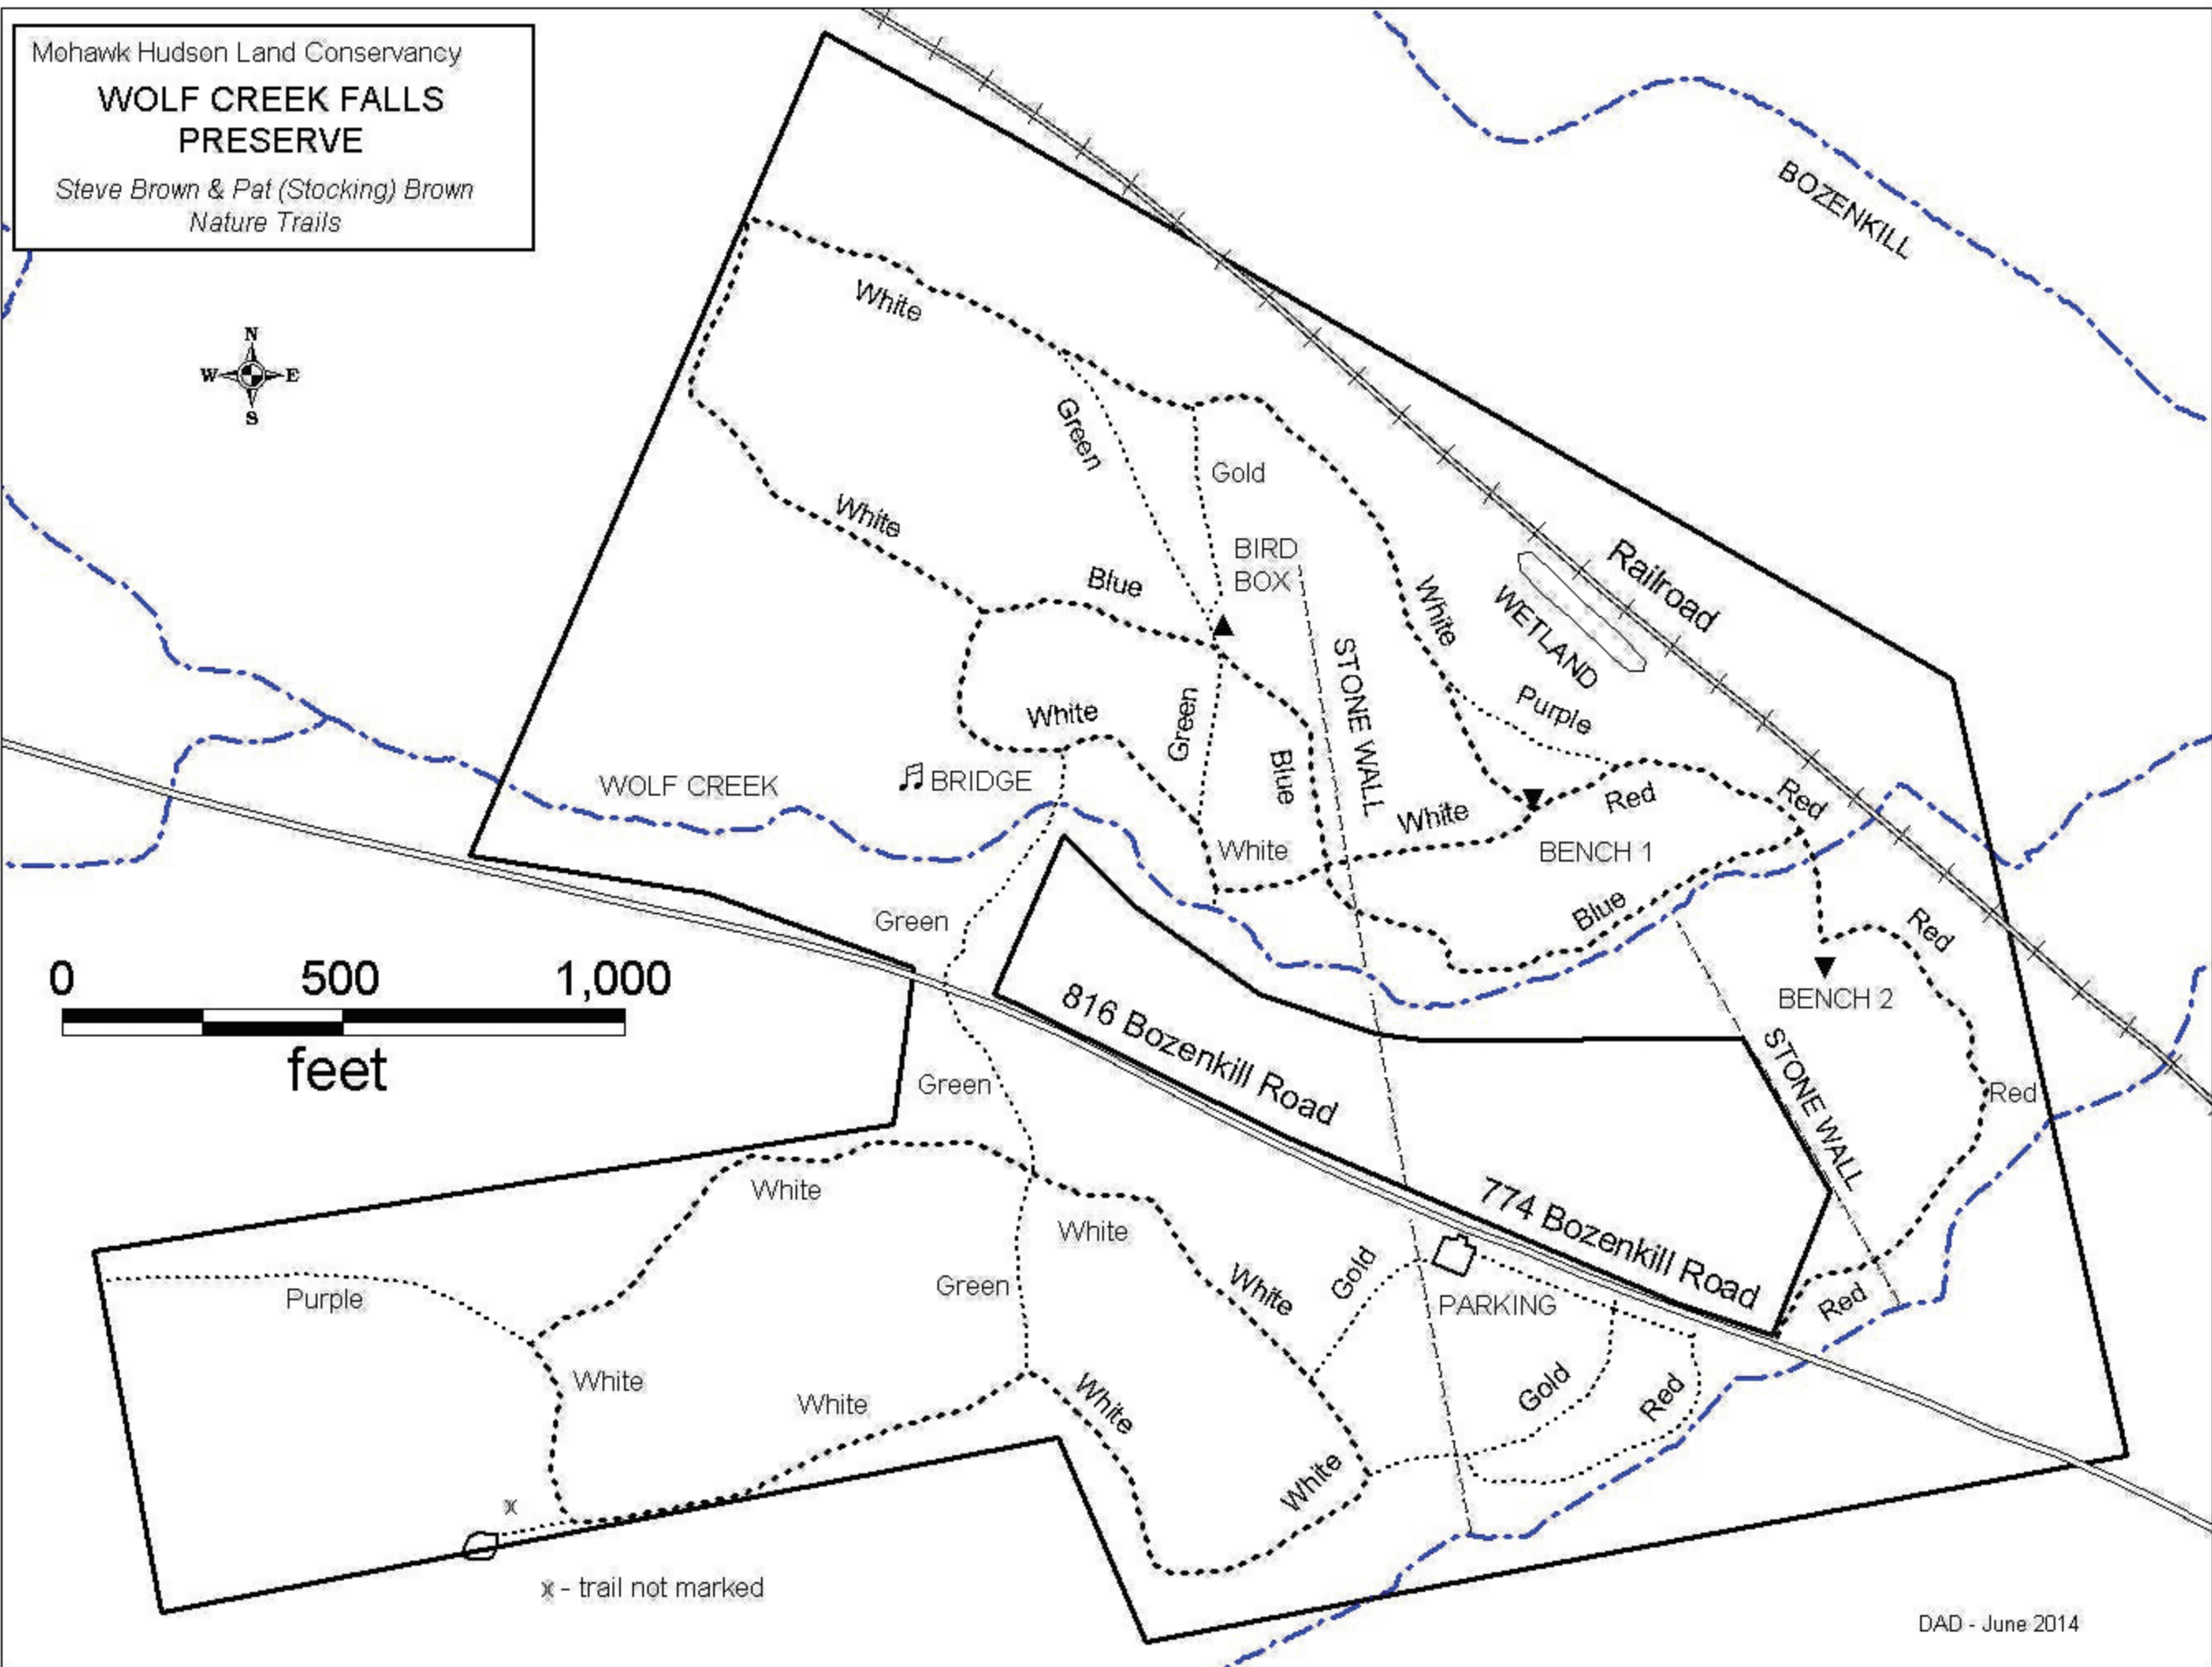 Mohawk Hudson Land Conservancy
WOLF CREEK FALLS
PRESERVE
Steve Brown & Pat (Stocking) Brown
Nature Trails
BOZENKILL
N
W E
S
White
Green
Gold
White
BIRD
BOX
Blue
White
Railroad
WETLAND
STONE WALL
Purple
Green
White
Blue
BRIDGE
WOLF CREEK
White
Red
Red
White
BENCH 1
Blue
Green
Red
BENCH 2
0 500 1,000
feet
816 Bozenkill Road
STONE WALL
Green
Red
White
White
774 Bozenkill Road
Green
White
Gold
Purple
PARKING
Red
White
White
White
Gold
Red
White
x
x - trail not marked
DAD - June 2014